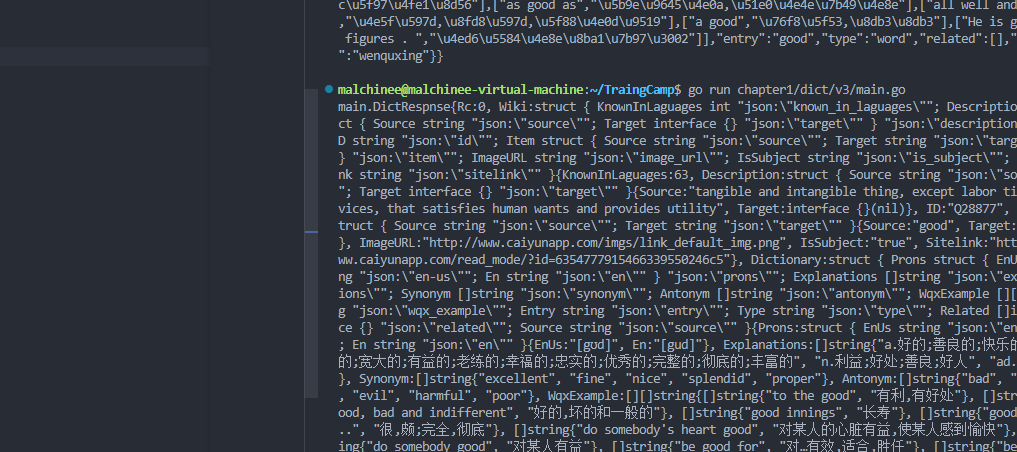 c\u5f97\u4fe1\u8d56"],["as good as","\u5b9e\u9645\u4e0a,\u51e0\u4e4e\u7b49\u4e8e"],["all well and
,"\u4e5f\u597d,\u8fd8\u597d,\u5f88\u4e0d\u9519"],["a good","\u76f8\u5f53,\u8db3\u8db3"],["He is g
figures . ","\u4ed6\u5584\u4e8e\u8ba1\u7b97\u3002"]],"entry":"good","type":"word","related":[],"
":"wenquxing"}}
malchinee@malchinee-virtual-machine:~/TraingCamp$ go run chapter1/dict/v3/main.go
main.DictRespnse{Rc:0, Wiki:struct { KnownInLaguages int "json:\"known_in_laguages\""; Descriptio
ct { Source string "json:\"source\""; Target interface {} "json:\"target\"" } "json:\"description
D string "json:\"id\""; Item struct { Source string "json:\"source\""; Target string "json:\"targ
} "json:\"item\""; ImageURL string "json:\"image_url\""; IsSubject string "json:\"is_subject\"";
nk string "json:\"sitelink\"" }{KnownInLaguages:63, Description:struct { Source string "json:\"so
"; Target interface {} "json:\"target\"" }{Source:"tangible and intangible thing, except labor ti
vices, that satisfies human wants and provides utility", Target:interface {}(nil)}, ID:"Q28877",
truct { Source string "json:\"source\""; Target string "json:\"target\"" }{Source:"good", Target:
}, ImageURL:"http://www.caiyunapp.com/imgs/link_default_img.png", IsSubject:"true", Sitelink:"htt
ww.caiyunapp.com/read_mode/?id=6354777915466339550246c5"}, Dictionary:struct { Prons struct { EnU
ng "json:\"en-us\""; En string "json:\"en\"" } "json:\"prons\""; Explanations []string "json:\"ex
ions\""; Synonym []string "json:\"synonym\""; Antonym []string "json:\"antonym\""; WqxExample [][
g "json:\"wqx_example\""; Entry string "json:\"entry\""; Type string "json:\"type\""; Related []i
ce {} "json:\"related\""; Source string "json:\"source\"" }{Prons:struct { EnUs string "json:\"en
; En string "json:\"en\"" }{EnUs:"[gʊd]", En:"[gud]"}, Explanations:[]string{"a.好的;善良的;快乐的
的;宽大的;有益的;老练的;幸福的;忠实的;优秀的;完整的;彻底的;丰富的", "n.利益;好处;善良;好人", "ad.
}, Synonym:[]string{"excellent", "fine", "nice", "splendid", "proper"}, Antonym:[]string{"bad", "
, "evil", "harmful", "poor"}, WqxExample:[][]string{[]string{"to the good", "有利,有好处"}, []str
ood, bad and indifferent", "好的,坏的和一般的"}, []string{"good innings", "长寿"}, []string{"good
..", "很,颇;完全,彻底"}, []string{"do somebody's heart good", "对某人的心脏有益,使某人感到愉快"},
ing{"do somebody good", "对某人有益"}, []string{"be good for", "对…有效,适合,胜任"}, []string{"be